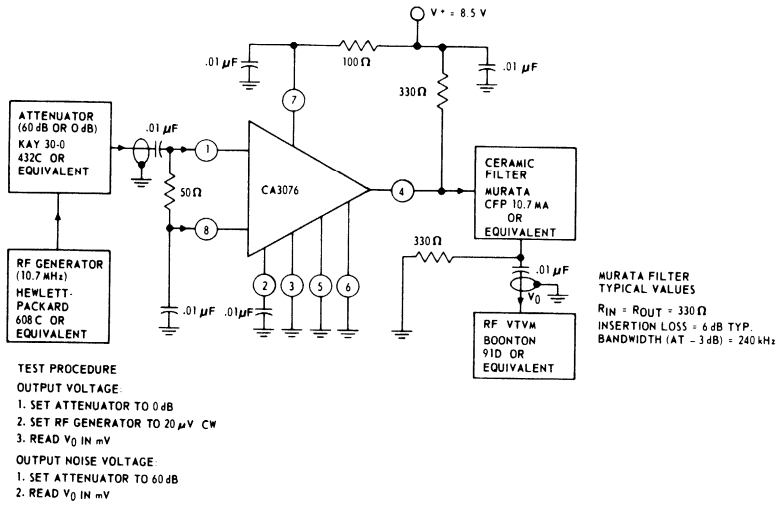 V+ = 8.5 V
.01 µF
100Ω
.01 µF
330Ω
7
ATTENUATOR
(60 dB OR 0 dB)
KAY 30-0
432C OR
EQUIVALENT
.01 µF
1
50Ω
CA3076
4
8
CERAMIC
FILTER
MURATA
CFP 10.7 MA
OR
EQUIVALENT
RF GENERATOR
(10.7 MHz)
HEWLETT-
PACKARD
608 C OR
EQUIVALENT
.01 µF
.01 µF
2
3
5
6
330Ω
.01 µF
V0
RF VTVM
BOONTON
91D OR
EQUIVALENT
MURATA FILTER
TYPICAL VALUES
RIN = ROUT = 330Ω
INSERTION LOSS = 6 dB TYP.
BANDWIDTH (AT – 3 dB) = 240 kHz
TEST PROCEDURE
OUTPUT VOLTAGE:
1. SET ATTENUATOR TO 0 dB
2. SET RF GENERATOR TO 20 µV CW
3. READ V0 IN mV
OUTPUT NOISE VOLTAGE:
1. SET ATTENUATOR TO 60 dB
2. READ V0 IN mV